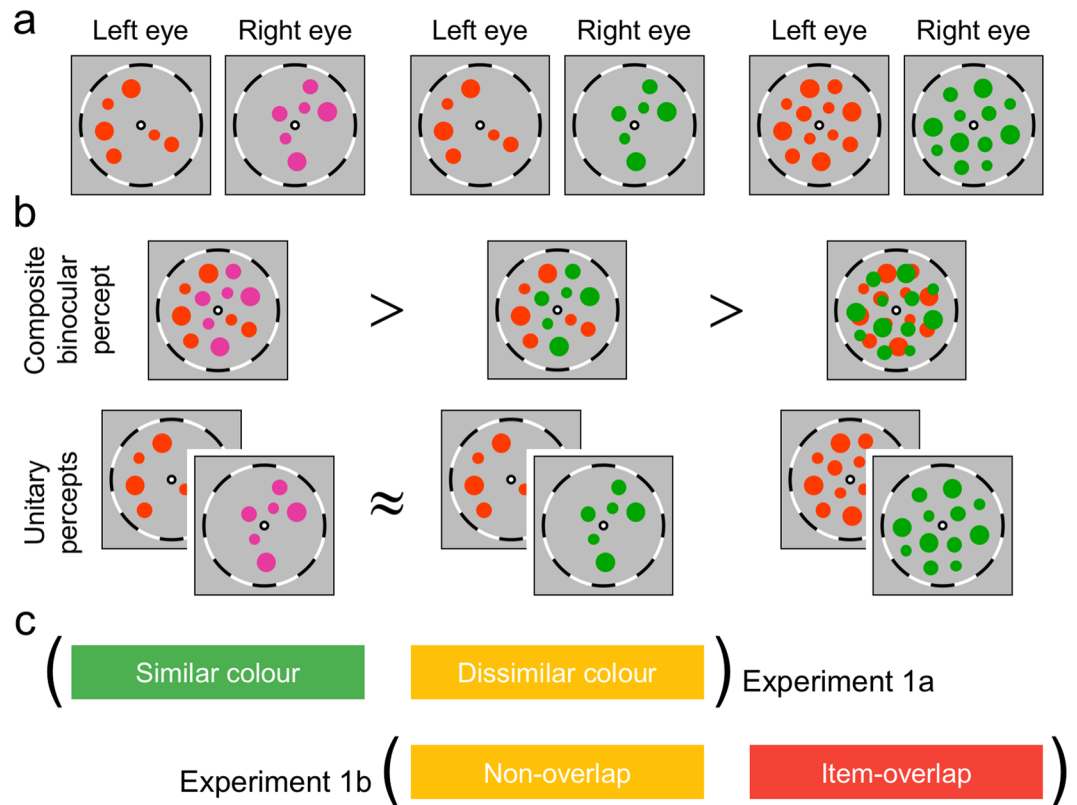 a
Left eye Right eye Left eye Right eye Left eye Right eye
b
Composite
binocular
percept
> >
Unitary
percepts
≈
c
( Similar colour Dissimilar colour ) Experiment 1a
Experiment 1b ( Non-overlap Item-overlap )